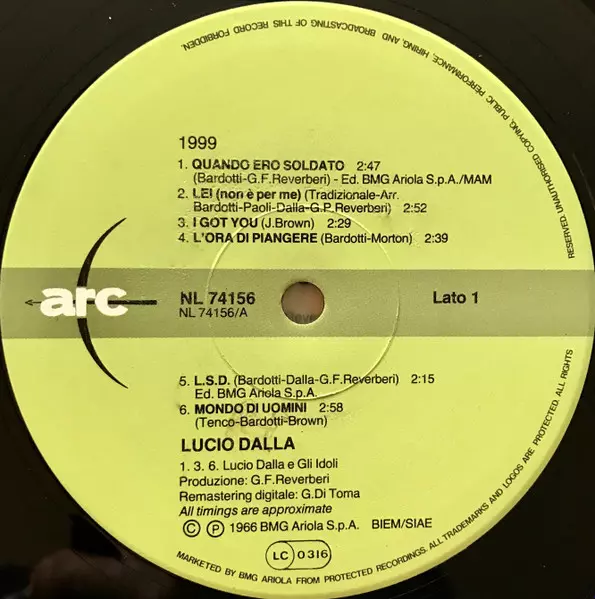 1999
1. QUANDO ERO SOLDATO 2:47
(Bardotti-G.F.Reverberi) - Ed. BMG Ariola S.p.A./MAM
2. LEI (non è per me) (Tradizionale-Arr.
Bardotti-Paoli-Dalla-G.P.Reverberi) 2:52
3. I GOT YOU (J.Brown) 2:29
4. L'ORA DI PIANGERE (Bardotti-Morton) 2:39
arc
NL 74156
NL 74156/A
Lato 1
5. L.S.D. (Bardotti-Dalla-G.F.Reverberi) 2:15
Ed. BMG Ariola S.p.A.
6. MONDO DI UOMINI 2:58
(Tenco-Bardotti-Brown)
LUCIO DALLA
1. 3. 6. Lucio Dalla e Gli Idoli
Produzione: G.F.Reverberi
Remastering digitale: G.Di Toma
All timings are approximate
© ℗ 1966 BMG Ariola S.p.A. BIEM/SIAE
LC 0316
MARKETED BY BMG ARIOLA FROM PROTECTED RECORDINGS. ALL TRADEMARKS AND LOGOS ARE PROTECTED. ALL RIGHTS
RESERVED. UNAUTHORISED COPYING, PUBLIC PERFORMANCE, HIRING, AND BROADCASTING OF THIS RECORD FORBIDDEN.